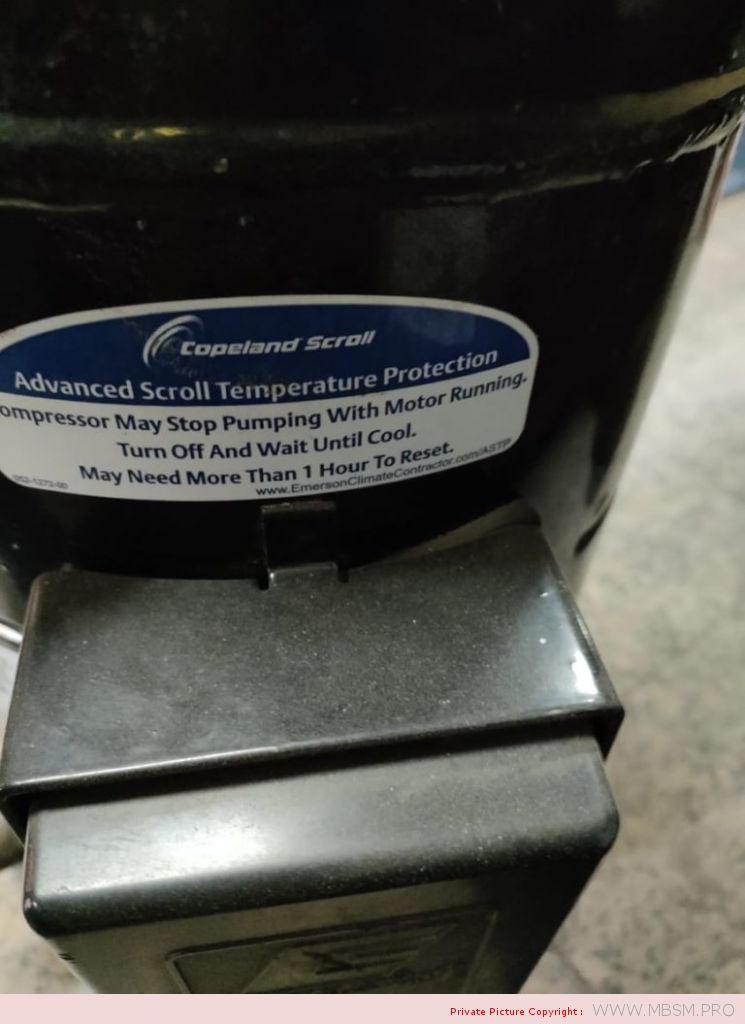 Copeland Scroll
Advanced Scroll Temperature Protection
ompressor May Stop Pumping With Motor Running.
Turn Off And Wait Until Cool.
May Need More Than 1 Hour To Reset.
www.EmersonClimateContractor.com/ASTP
Private Picture Copyright : WWW.MBSM.PRO